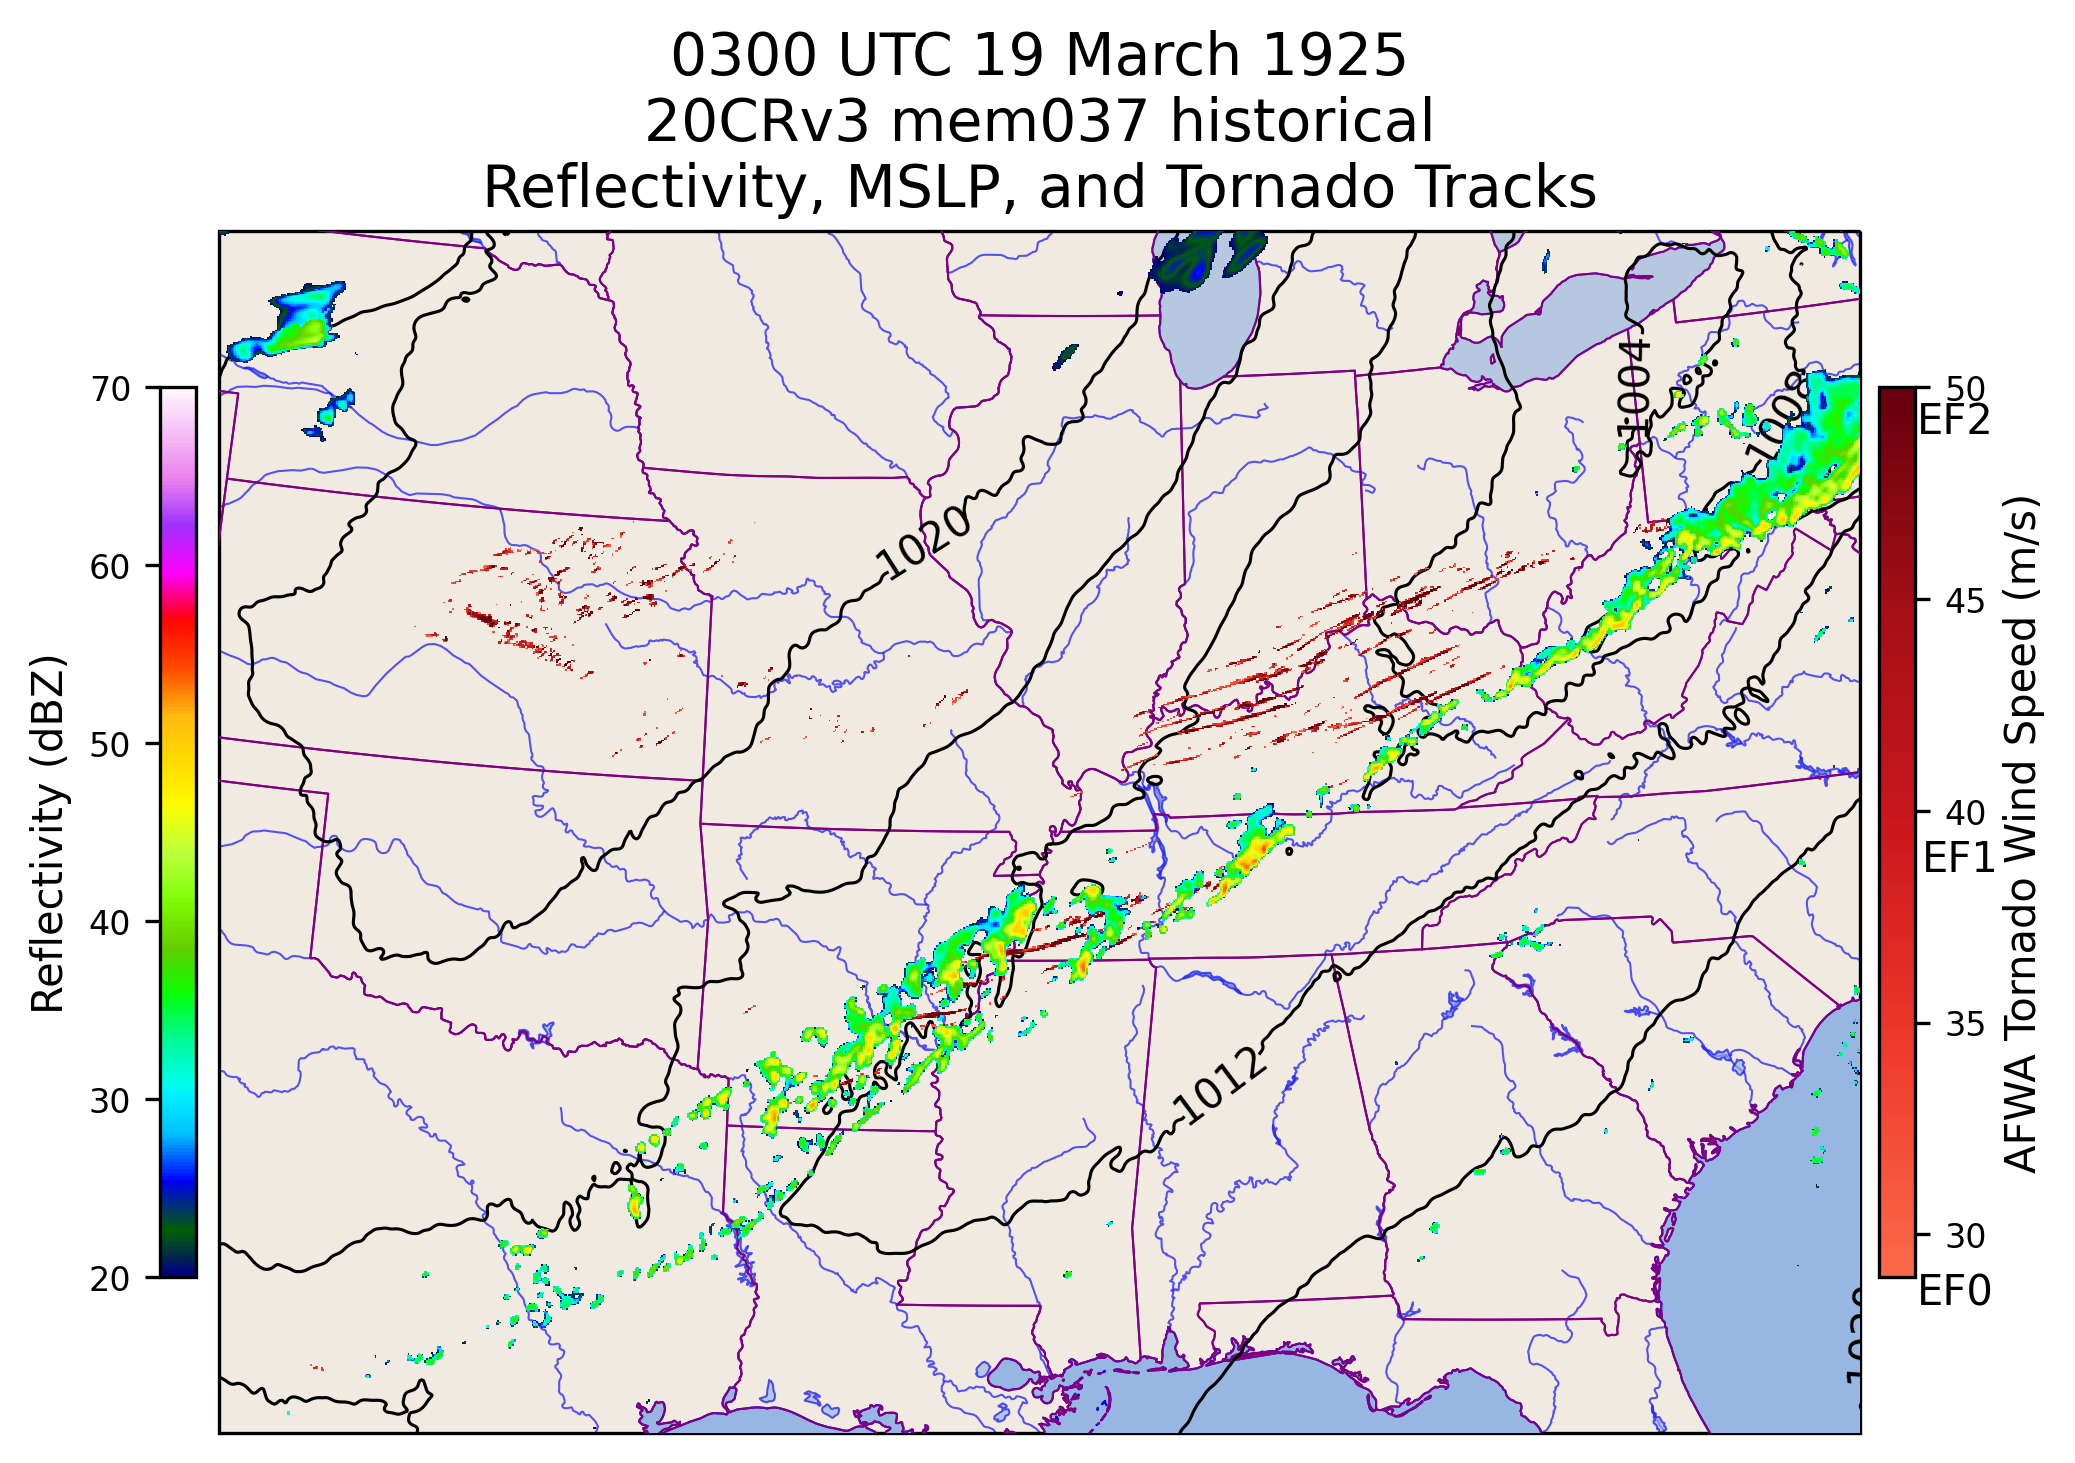 0300 UTC 19 March 1925
20CRv3 mem037 historical
Reflectivity, MSLP, and Tornado Tracks
Reflectivity (dBZ)
70
60
50
40
30
20
1020
1004
1008
1012
1020
50
EF2
45
40
EF1
35
30
EF0
AFWA Tornado Wind Speed (m/s)